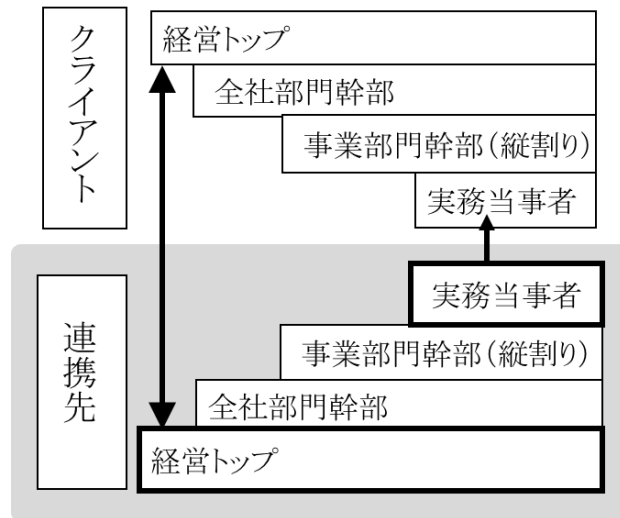 クライアント
経営トップ
全社部門幹部
事業部門幹部(縦割り)
実務当事者
連携先
実務当事者
事業部門幹部(縦割り)
全社部門幹部
経営トップ